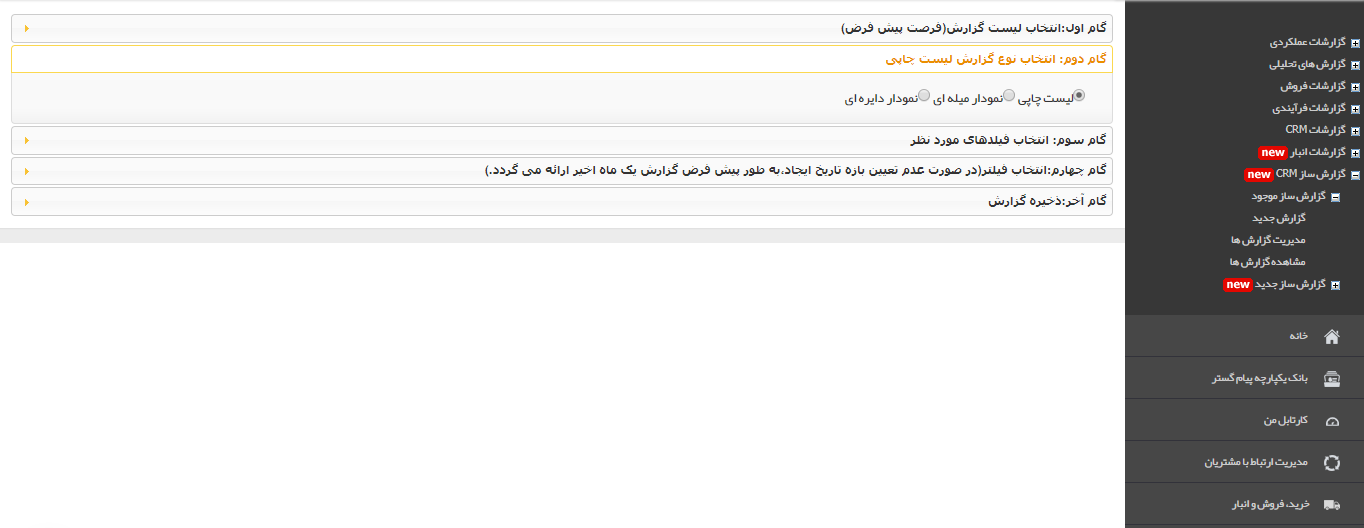 گزارشات عملکردی
گزارش های تحلیلی
گزارشات فروش
گزارشات فرآیندی
گزارشات CRM
گزارشات انبار new
گزارش ساز CRM new
گزارش ساز موجود
گزارش جدید
مدیریت گزارش ها
مشاهده گزارش ها
گزارش ساز جدید new
خانه
بانک یکپارچه پیام گستر
کارتابل من
مدیریت ارتباط با مشتریان
خرید، فروش و انبار
گام اول:انتخاب لیست گزارش(فرصت پیش فرض)
گام دوم: انتخاب نوع گزارش لیست چاپی
لیست چاپی نمودار میله ای نمودار دایره ای
گام سوم: انتخاب فیلدهای مورد نظر
گام چهارم:انتخاب فیلتر(در صورت عدم تعیین بازه تاریخ ایجاد،به طور پیش فرض گزارش یک ماه اخیر ارائه می گردد.)
گام آخر:ذخیره گزارش